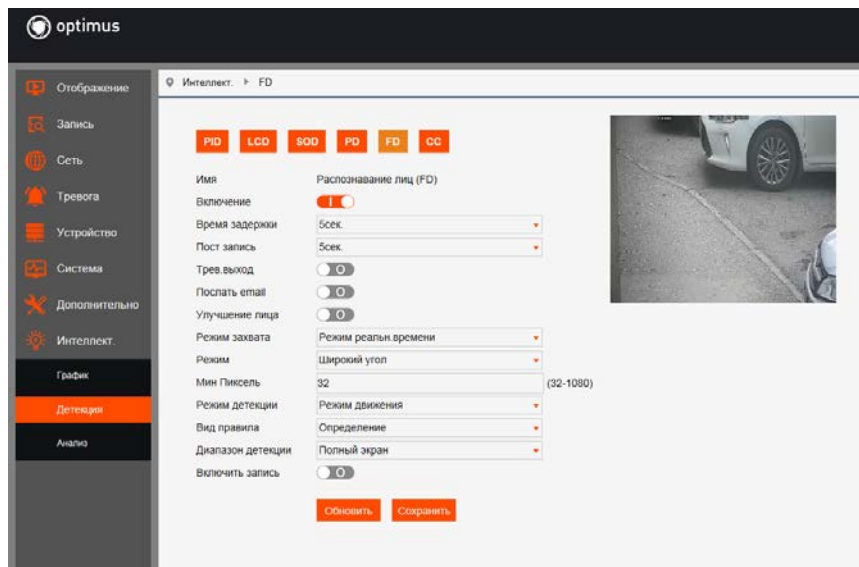 optimus
Отображение
Запись
Сеть
Тревога
Устройство
Система
Дополнительно
Интеллект.
График
Детекция
Анализ
Интеллект. FD
PID LCD SOD PD FD CC
Имя Распознавание лиц (FD)
Включение
Время задержки 5сек.
Пост запись 5сек.
Трев.выход
Послать email
Улучшение лица
Режим захвата Режим реальн.времени
Режим Широкий угол
Мин Пиксель 32 (32-1080)
Режим детекции Режим движения
Вид правила Определение
Диапазон детекции Полный экран
Включить запись
Обновить Сохранить